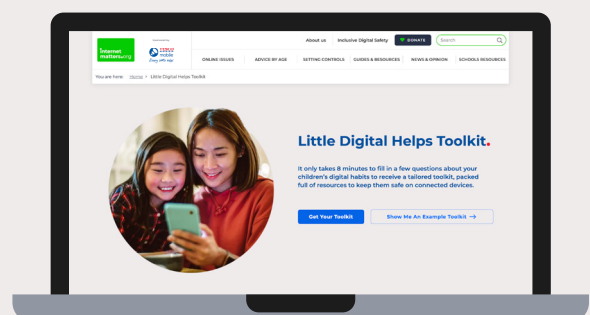 About us
Inclusive Digital Safety
DONATE
Search
internet
matters.org
mobile
ONLINE ISSUES
ADVICE BY AGE
SETTING CONTROLS
GUIDES & RESOURCES
NEWS & OPINION
SCHOOLS RESOURCES
You are here: Home > Little Digital Helps Toolkit
Little Digital Helps Toolkit.
It only takes 8 minutes to fill in a few questions about your
children's digital habits to receive a tailored toolkit, packed
full of resources to keep them safe on connected devices.
Get Your Toolkit
Show Me An Example Toolkit →